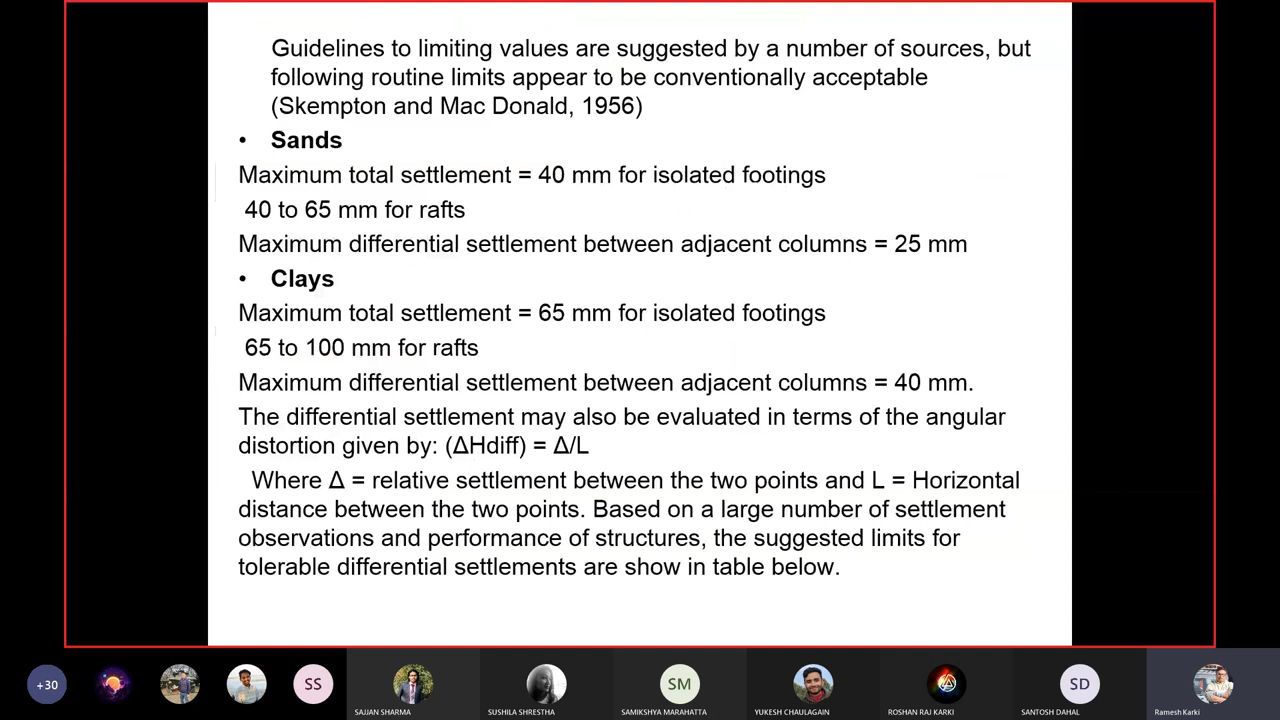 Guidelines to limiting values are suggested by a number of sources, but
following routine limits appear to be conventionally acceptable
(Skempton and Mac Donald, 1956)
• Sands
Maximum total settlement = 40 mm for isolated footings
40 to 65 mm for rafts
Maximum differential settlement between adjacent columns = 25 mm
• Clays
Maximum total settlement = 65 mm for isolated footings
65 to 100 mm for rafts
Maximum differential settlement between adjacent columns = 40 mm.
The differential settlement may also be evaluated in terms of the angular
distortion given by: (ΔHdiff) = Δ/L
Where Δ = relative settlement between the two points and L = Horizontal
distance between the two points. Based on a large number of settlement
observations and performance of structures, the suggested limits for
tolerable differential settlements are show in table below.
+30
SS
SM
SD
SAJJAN SHARMA
SUSHILA SHRESTHA
SAMIKSHYA MARAHATTA
YUKESH CHAULAGAIN
ROSHAN RAJ KARKI
SANTOSH DAHAL
Ramesh Karki